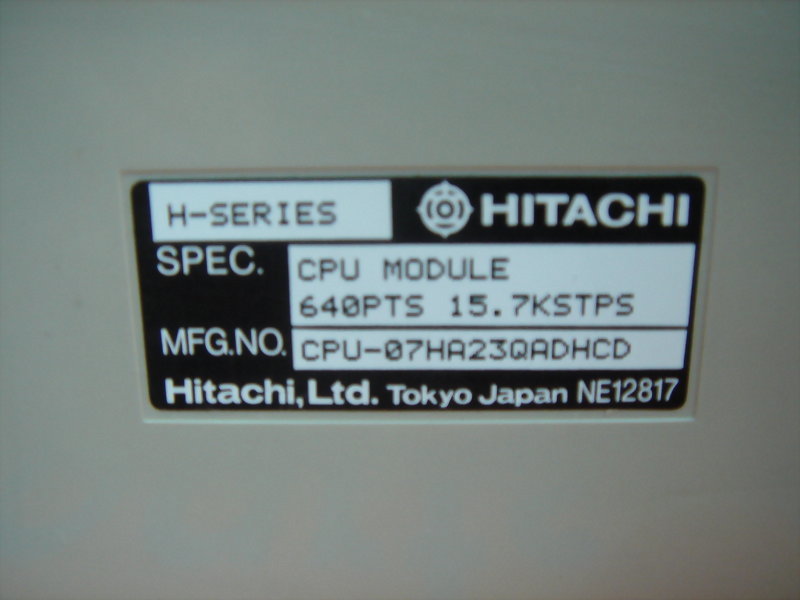 H-SERIES HITACHI
SPEC. CPU MODULE
640PTS 15.7KSTPS
MFG.NO. CPU-07HA23QADHCD
Hitachi,Ltd. Tokyo Japan NE12817